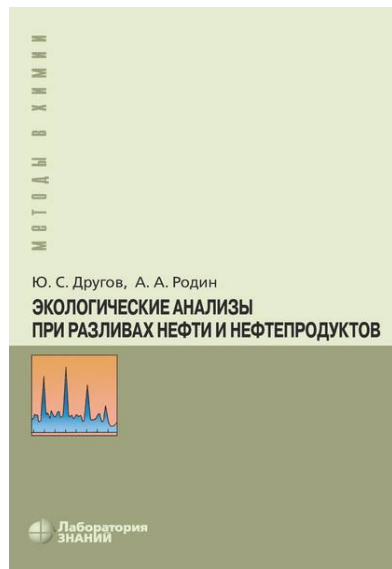 МЕТОДЫ В ХИМИИ
Ю. С. Другов, А. А. Родин
ЭКОЛОГИЧЕСКИЕ АНАЛИЗЫ
ПРИ РАЗЛИВАХ НЕФТИ И НЕФТЕПРОДУКТОВ
Лаборатория
ЗНАНИЙ